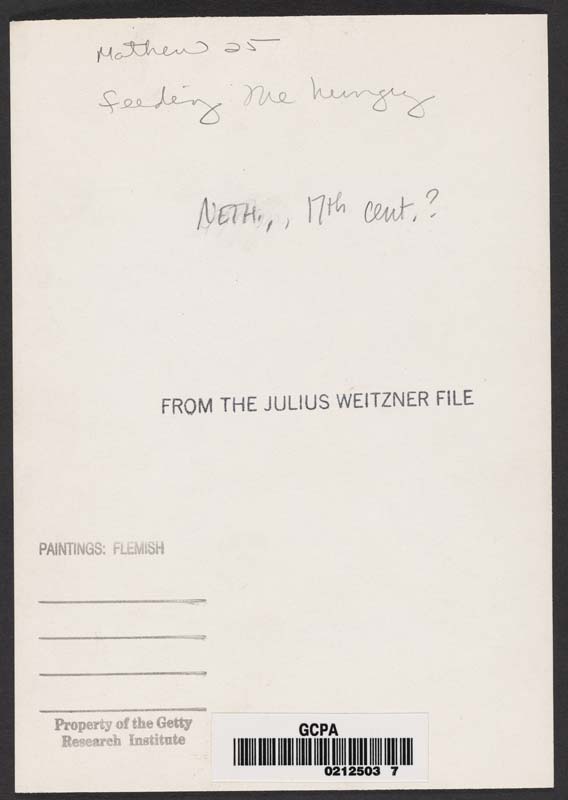 Mathew 25
feeding the hungry
NETH., , 17th cent.?
FROM THE JULIUS WEITZNER FILE
PAINTINGS: FLEMISH
Property of the Getty
Research Institute
GCPA
0212503 7